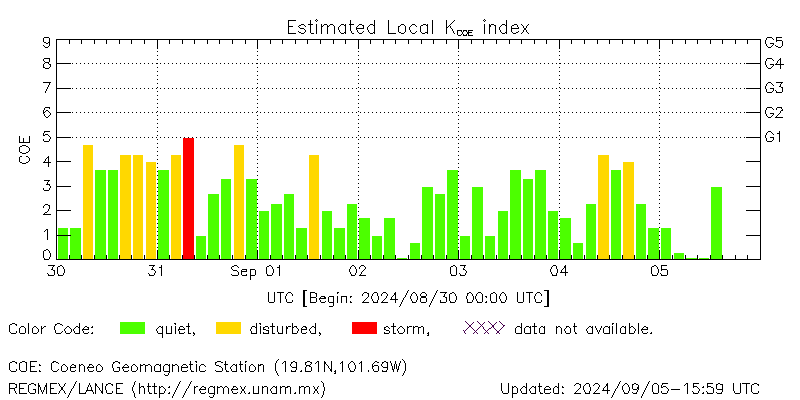 Estimated Local KCOE index
9 G5
8 G4
7 G3
6 G2
5 G1
4
3
2
1
0
COE
30 31 Sep 01 02 03 04 05
UTC [Begin: 2024/08/30 00:00 UTC]
Color Code: quiet, disturbed, storm, data not available.
COE: Coeneo Geomagnetic Station (19.81N,101.69W)
REGMEX/LANCE (http://regmex.unam.mx) Updated: 2024/09/05-15:59 UTC